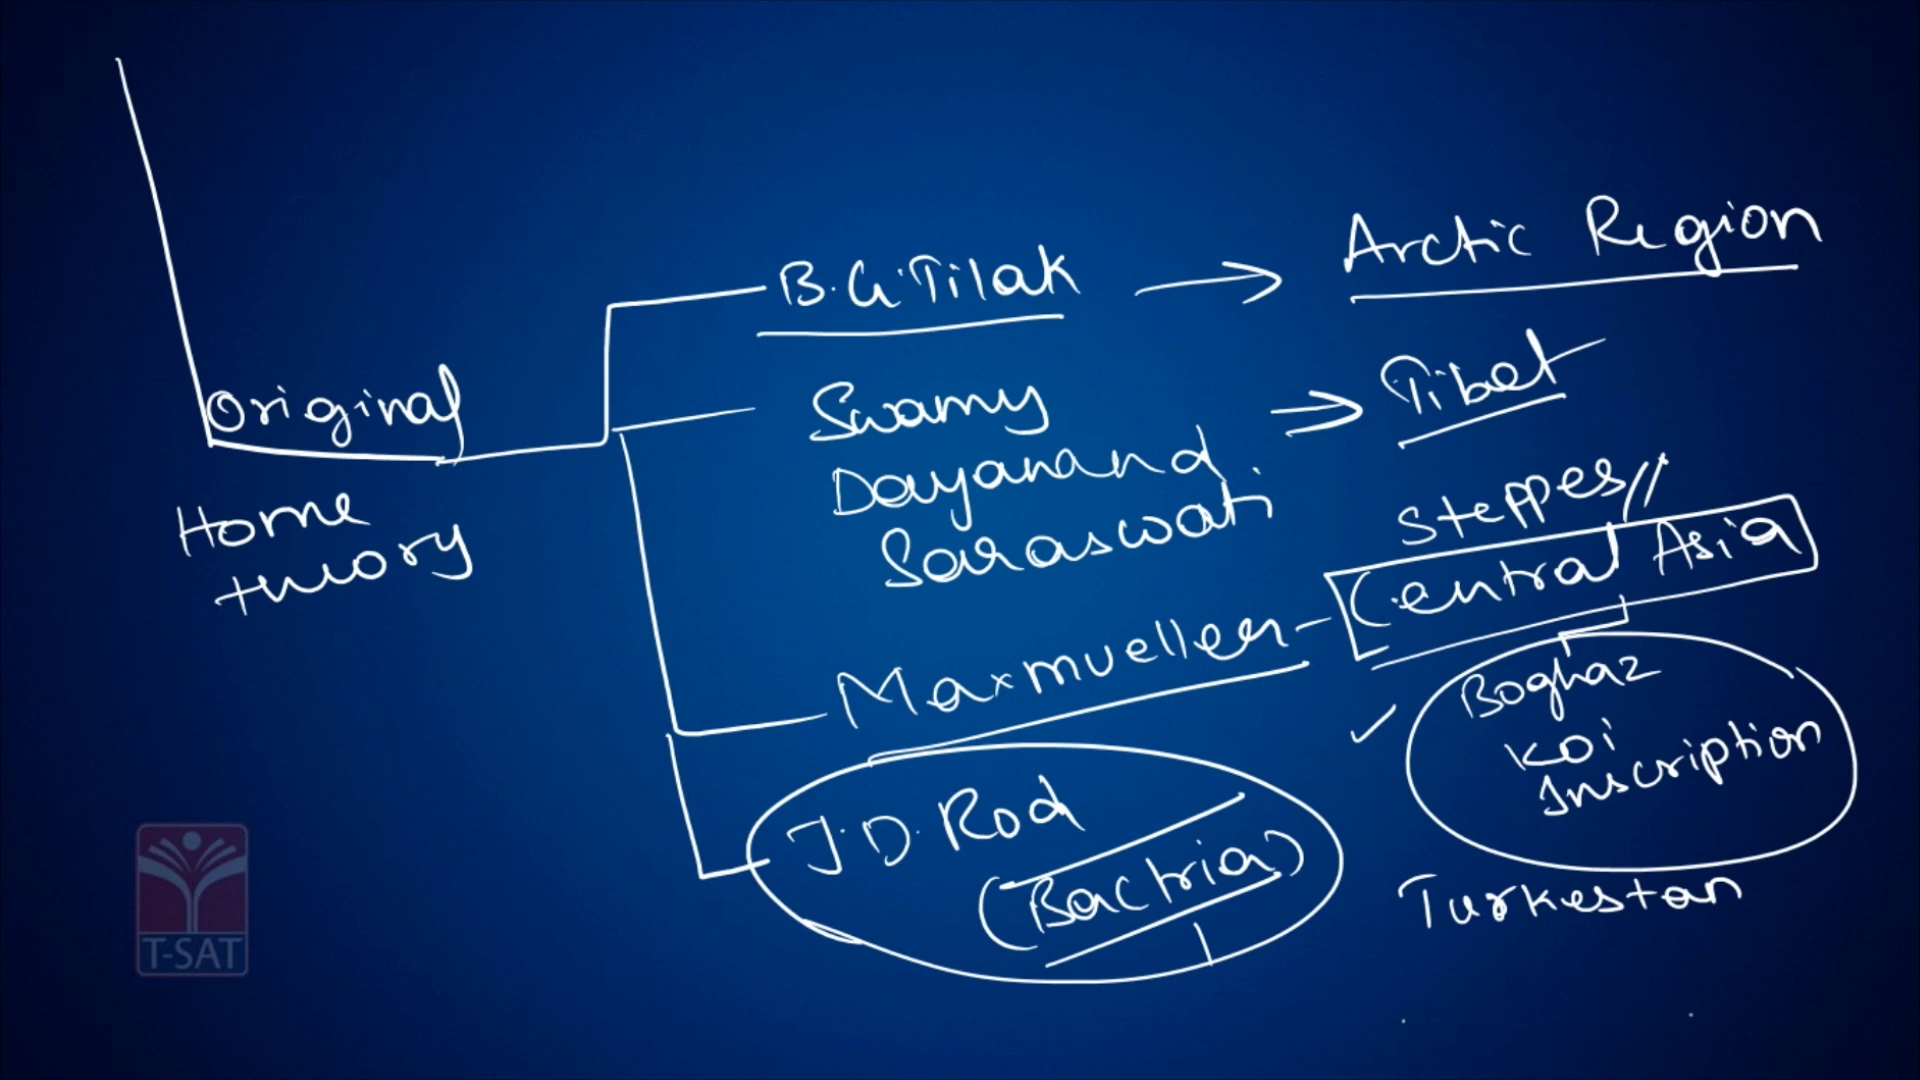 Original
Home
theory
B.G.Tilak → Arctic Region
Swamy
Dayanand
Saraswati
→ Tibet
Maxmueller - Steppes //
Central Asia
Boghaz
Koi
Inscription
Turkestan
J.D. Rod
(Bactria)
T-SAT